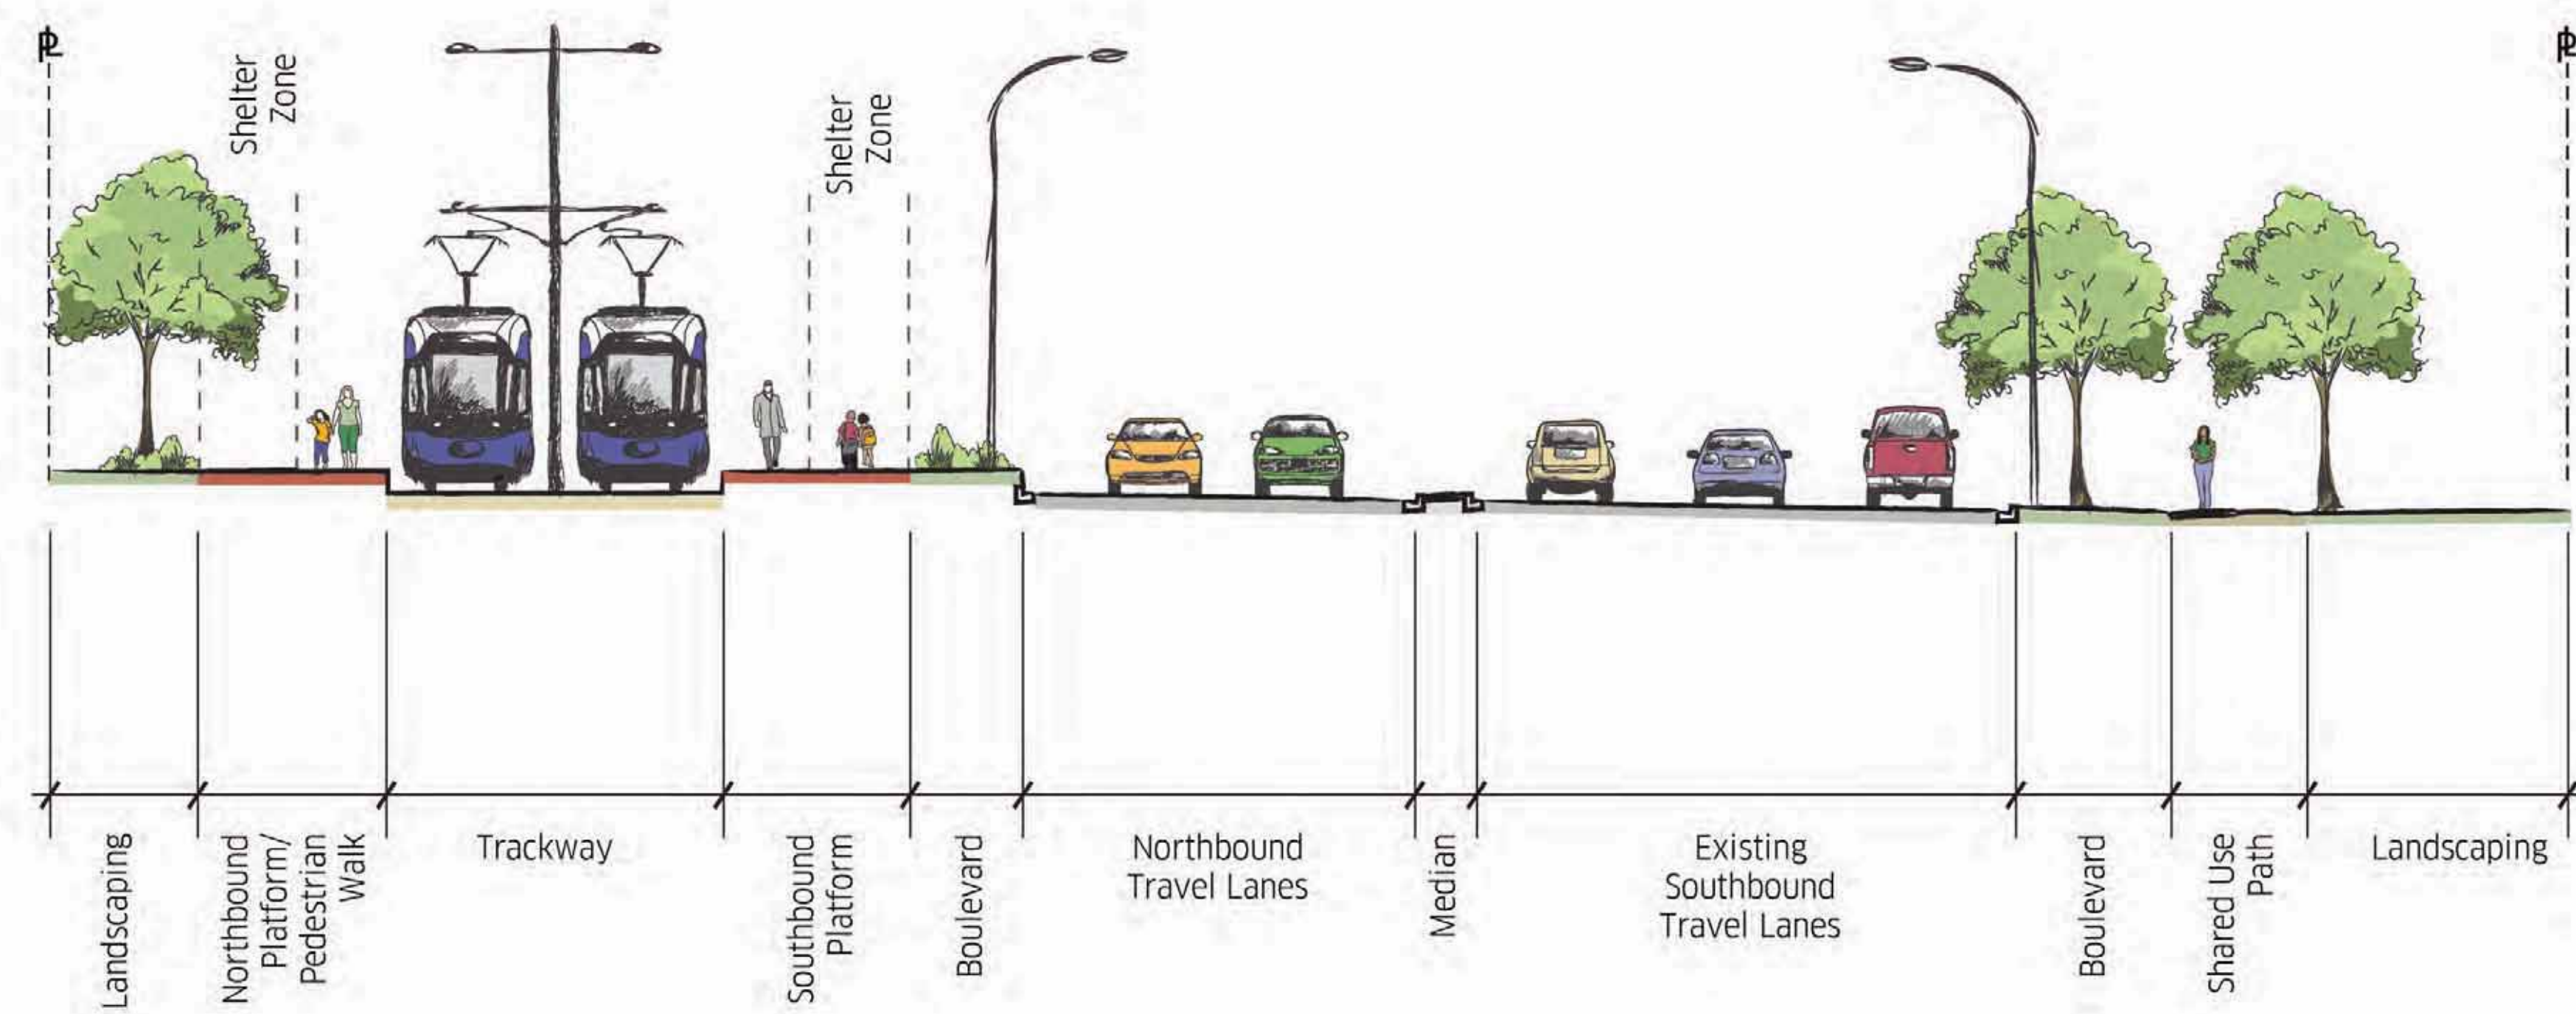 PL
PL
Shelter
Zone
Shelter
Zone
Landscaping
Northbound
Platform/
Pedestrian
Walk
Trackway
Southbound
Platform
Boulevard
Northbound
Travel Lanes
Median
Existing
Southbound
Travel Lanes
Boulevard
Shared Use
Path
Landscaping